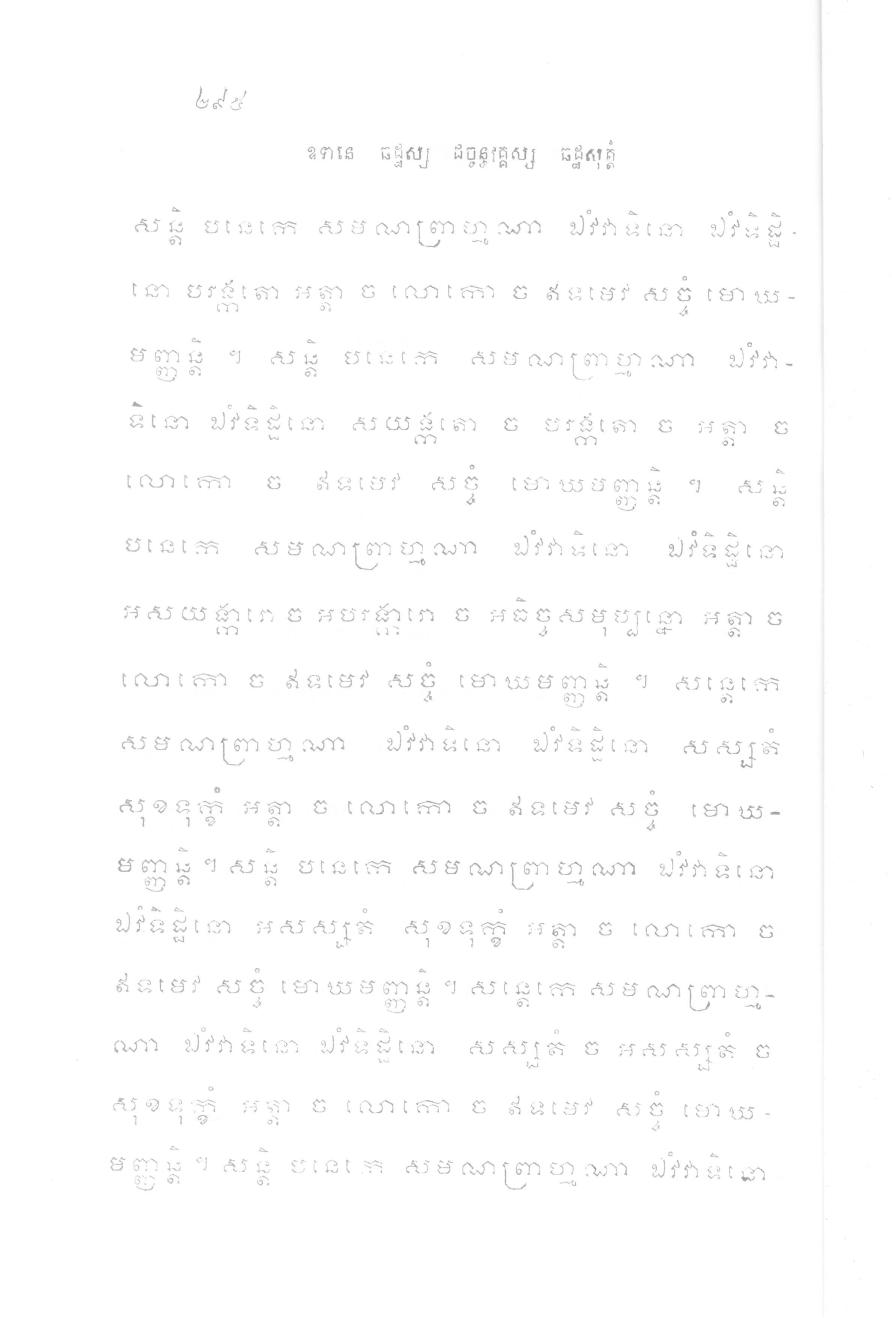 ២៩៥
ឧទានេ ឆដ្ឋស្ស ជច្ចន្ធវគ្គស្ស ឆដ្ឋសុត្តំ
សន្តិ បនេកេ សមណព្រាហ្មណា ឯវំវាទិនោ ឯវំទិដ្ឋិ-
នោ បរង្កតោ អត្តា ច លោកោ ច ឥទមេវ សច្ចំ មោឃ-
មញ្ញន្តិ ។ សន្តិ បនេកេ សមណព្រាហ្មណា ឯវំវា-
ទិនោ ឯវំទិដ្ឋិនោ សយង្កតោ ច បរង្កតោ ច អត្តា ច
លោកោ ច ឥទមេវ សច្ចំ មោឃមញ្ញន្តិ ។ សន្តិ
បនេកេ សមណព្រាហ្មណា ឯវំវាទិនោ ឯវំទិដ្ឋិនោ
អសយង្ការោ ច អបរង្ការោ ច អធិច្ចសមុប្បន្នោ អត្តា ច
លោកោ ច ឥទមេវ សច្ចំ មោឃមញ្ញន្តិ ។ សន្តេកេ
សមណព្រាហ្មណា ឯវំវាទិនោ ឯវំទិដ្ឋិនោ សស្សតំ
សុខទុក្ខំ អត្តា ច លោកោ ច ឥទមេវ សច្ចំ មោឃ-
មញ្ញន្តិ ។ សន្តិ បនេកេ សមណព្រាហ្មណា ឯវំវាទិនោ
ឯវំទិដ្ឋិនោ អសស្សតំ សុខទុក្ខំ អត្តា ច លោកោ ច
ឥទមេវ សច្ចំ មោឃមញ្ញន្តិ ។ សន្តេកេ សមណព្រាហ្ម-
ណា ឯវំវាទិនោ ឯវំទិដ្ឋិនោ សស្សតំ ច អសស្សតំ ច
សុខទុក្ខំ អត្តា ច លោកោ ច ឥទមេវ សច្ចំ មោឃ-
មញ្ញន្តិ ។ សន្តិ បនេកេ សមណព្រាហ្មណា ឯវំវាទិនោ